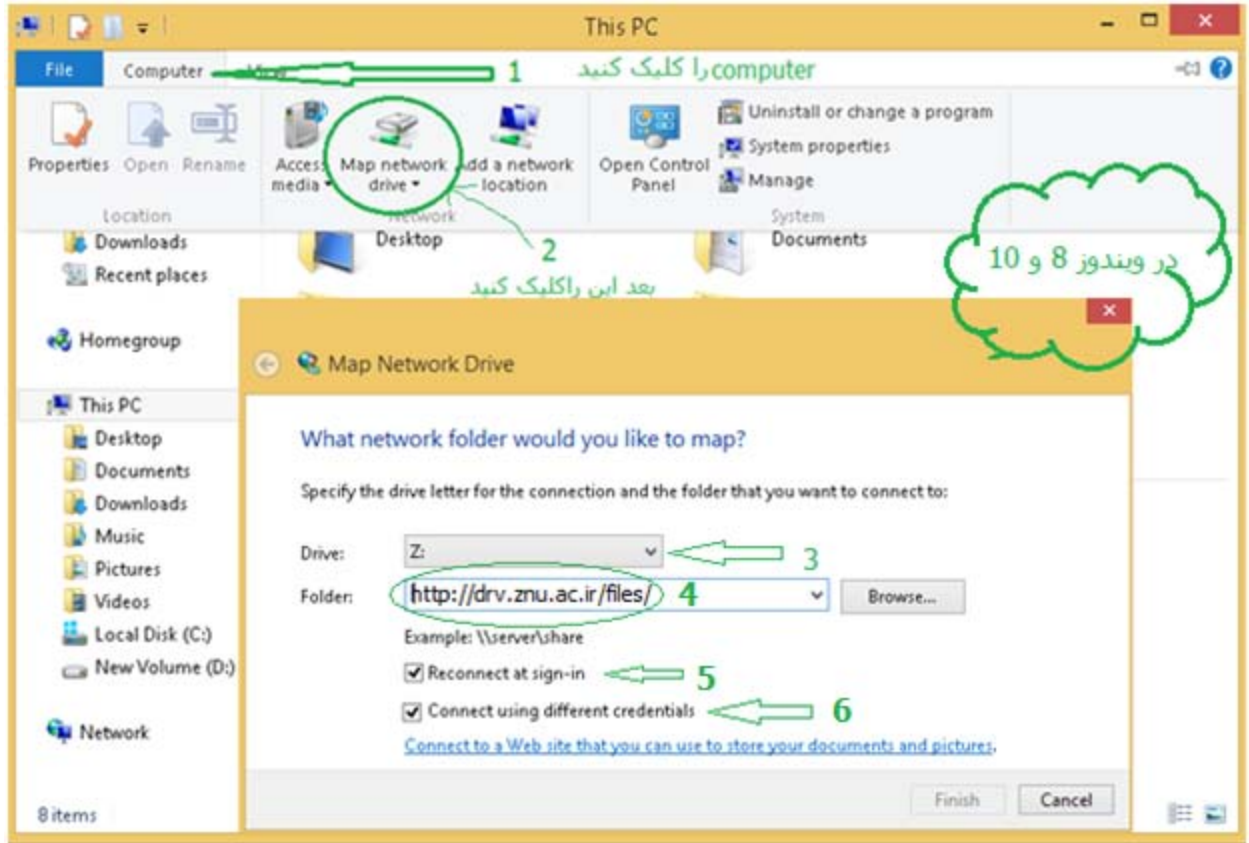 This PC
File Computer
1 computerرا کلیک کنید
Properties Open Rename
Access media
Map network drive
Add a network location
Open Control Panel
Uninstall or change a program
System properties
Manage
Location Network System
Downloads
Recent places
Desktop
Documents
2
بعد این راکلیک کنید
در ویندوز 8 و 10
Homegroup
This PC
Desktop
Documents
Downloads
Music
Pictures
Videos
Local Disk (C:)
New Volume (D:)
Network
8 items
Map Network Drive
What network folder would you like to map?
Specify the drive letter for the connection and the folder that you want to connect to:
Drive: Z: 3
Folder: http://drv.znu.ac.ir/files/ 4 Browse...
Example: \\server\share
Reconnect at sign-in 5
Connect using different credentials 6
Connect to a Web site that you can use to store your documents and pictures.
Finish Cancel